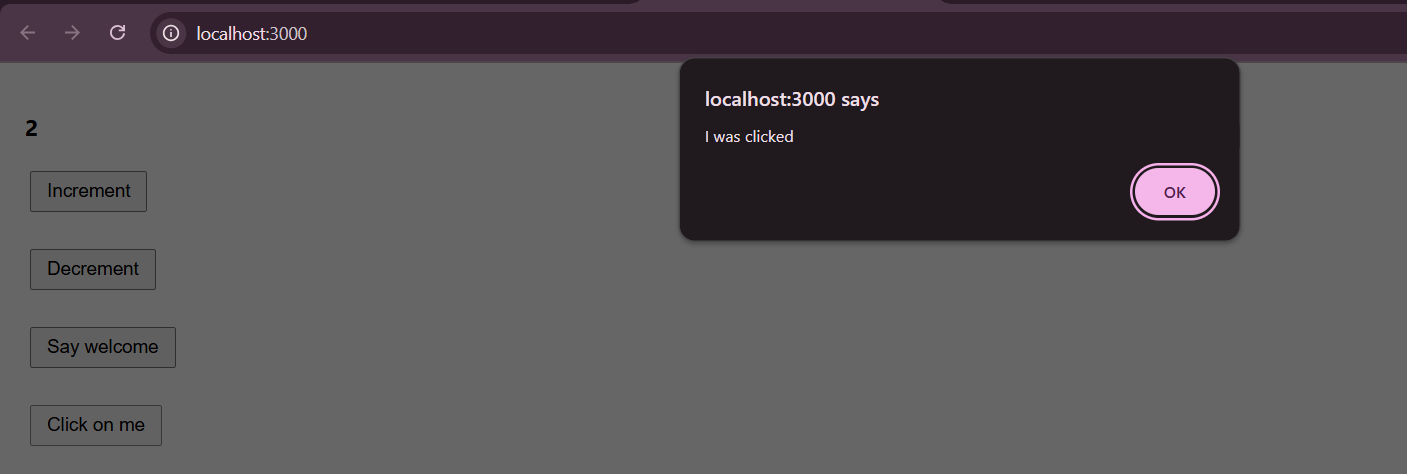 localhost:3000
localhost:3000 says
I was clicked
OK
2
Increment
Decrement
Say welcome
Click on me